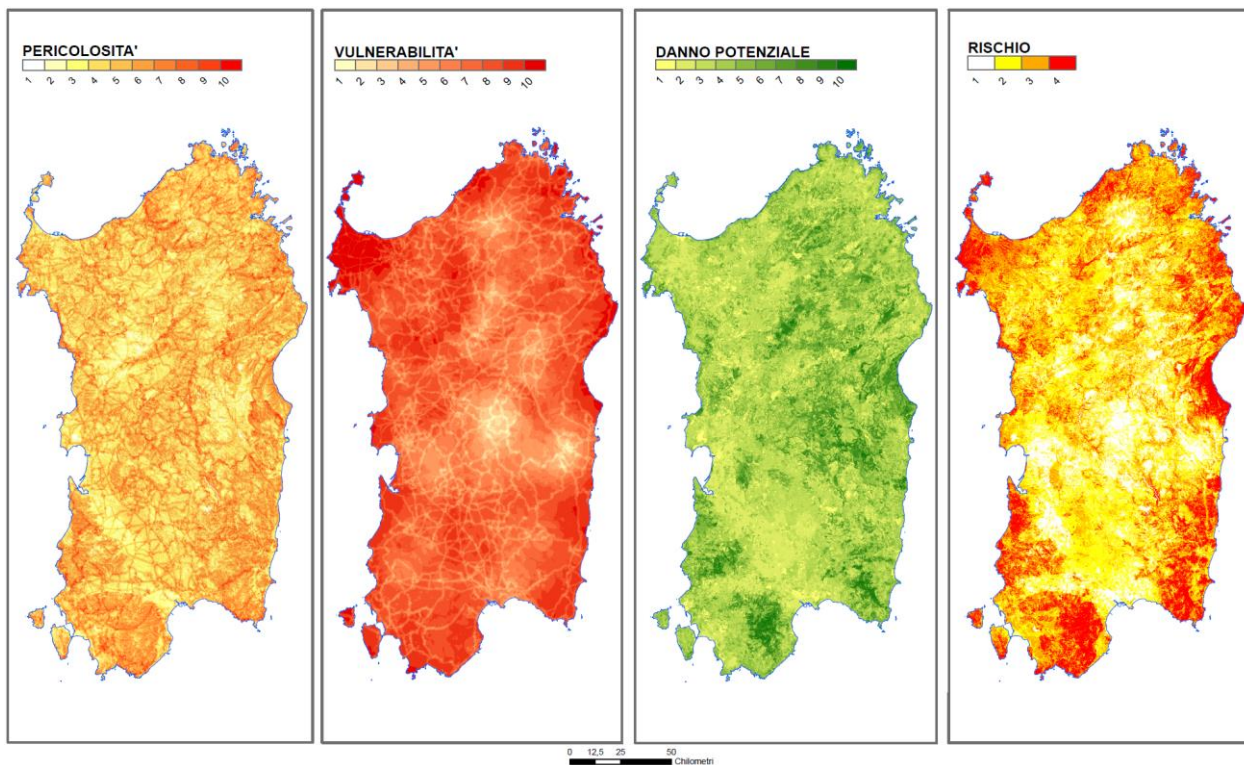 PERICOLOSITA'
1 2 3 4 5 6 7 8 9 10
VULNERABILITA'
1 2 3 4 5 6 7 8 9 10
DANNO POTENZIALE
1 2 3 4 5 6 7 8 9 10
RISCHIO
1 2 3 4
0 12,5 25 50
Chilometri